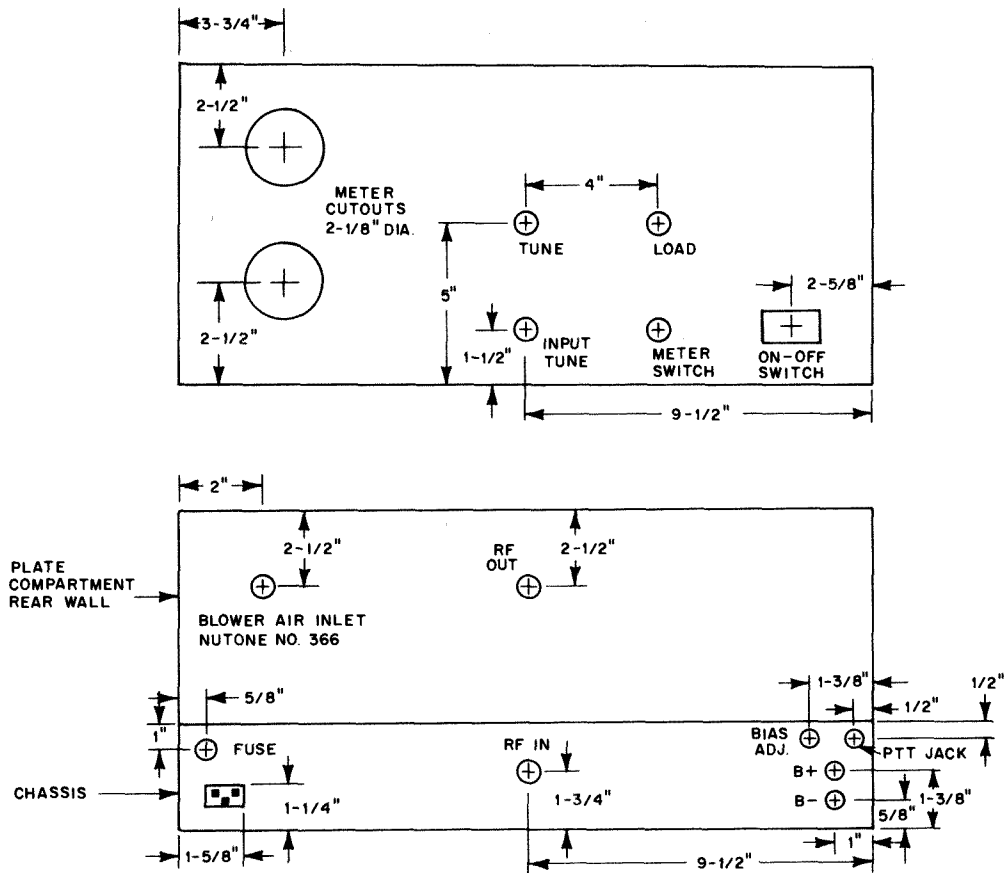 3-3/4"
2-1/2"
METER
CUTOUTS
2-1/8" DIA.
4"
TUNE
LOAD
5"
2-5/8"
2-1/2"
1-1/2"
INPUT
TUNE
METER
SWITCH
ON-OFF
SWITCH
9-1/2"
2"
2-1/2"
RF
OUT
2-1/2"
PLATE
COMPARTMENT
REAR WALL
BLOWER AIR INLET
NUTONE NO. 366
5/8"
1-3/8"
1/2"
1/2"
1"
FUSE
RF IN
BIAS
ADJ.
PTT JACK
B+
B-
CHASSIS
1-1/4"
1-3/4"
1-3/8"
5/8"
1-5/8"
9-1/2"
1"